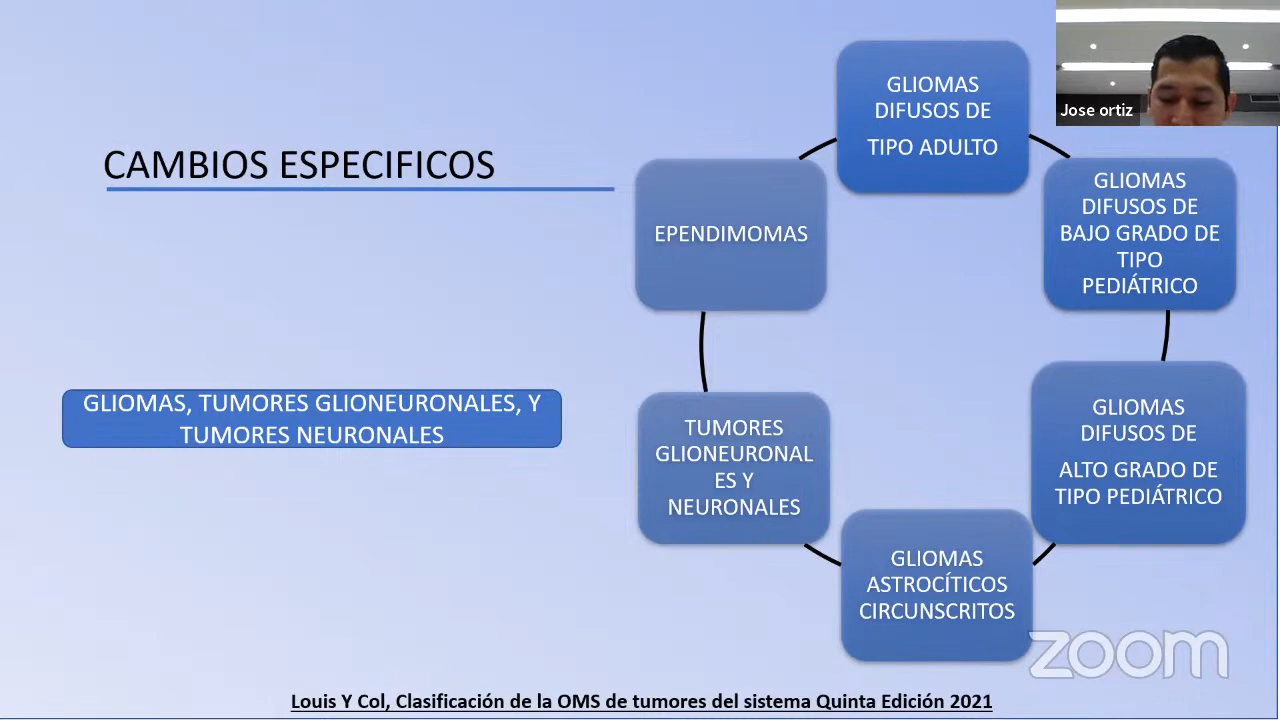 CAMBIOS ESPECIFICOS
GLIOMAS, TUMORES GLIONEURONALES, Y
TUMORES NEURONALES
GLIOMAS
DIFUSOS DE
TIPO ADULTO
GLIOMAS
DIFUSOS DE
BAJO GRADO DE
TIPO
PEDIÁTRICO
GLIOMAS
DIFUSOS DE
ALTO GRADO DE
TIPO PEDIÁTRICO
GLIOMAS
ASTROCÍTICOS
CIRCUNSCRITOS
TUMORES
GLIONEURONAL
ES Y
NEURONALES
EPENDIMOMAS
Jose ortiz
zoom
Louis Y Col, Clasificación de la OMS de tumores del sistema Quinta Edición 2021